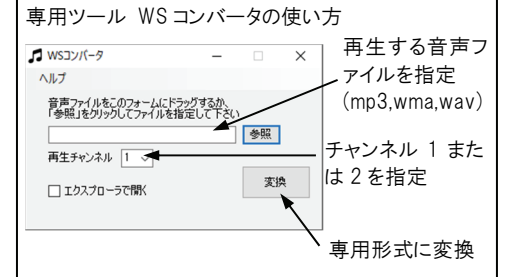 専用ツール WSコンバータの使い方
WSコンバータ
ヘルプ
音声ファイルをこのフォームにドラッグするか、
「参照」をクリックしてファイルを指定して下さい
参照
再生チャンネル 1
エクスプローラで開く
変換
再生する音声フ
ァイルを指定
(mp3,wma,wav)
チャンネル 1 また
は 2 を指定
専用形式に変換